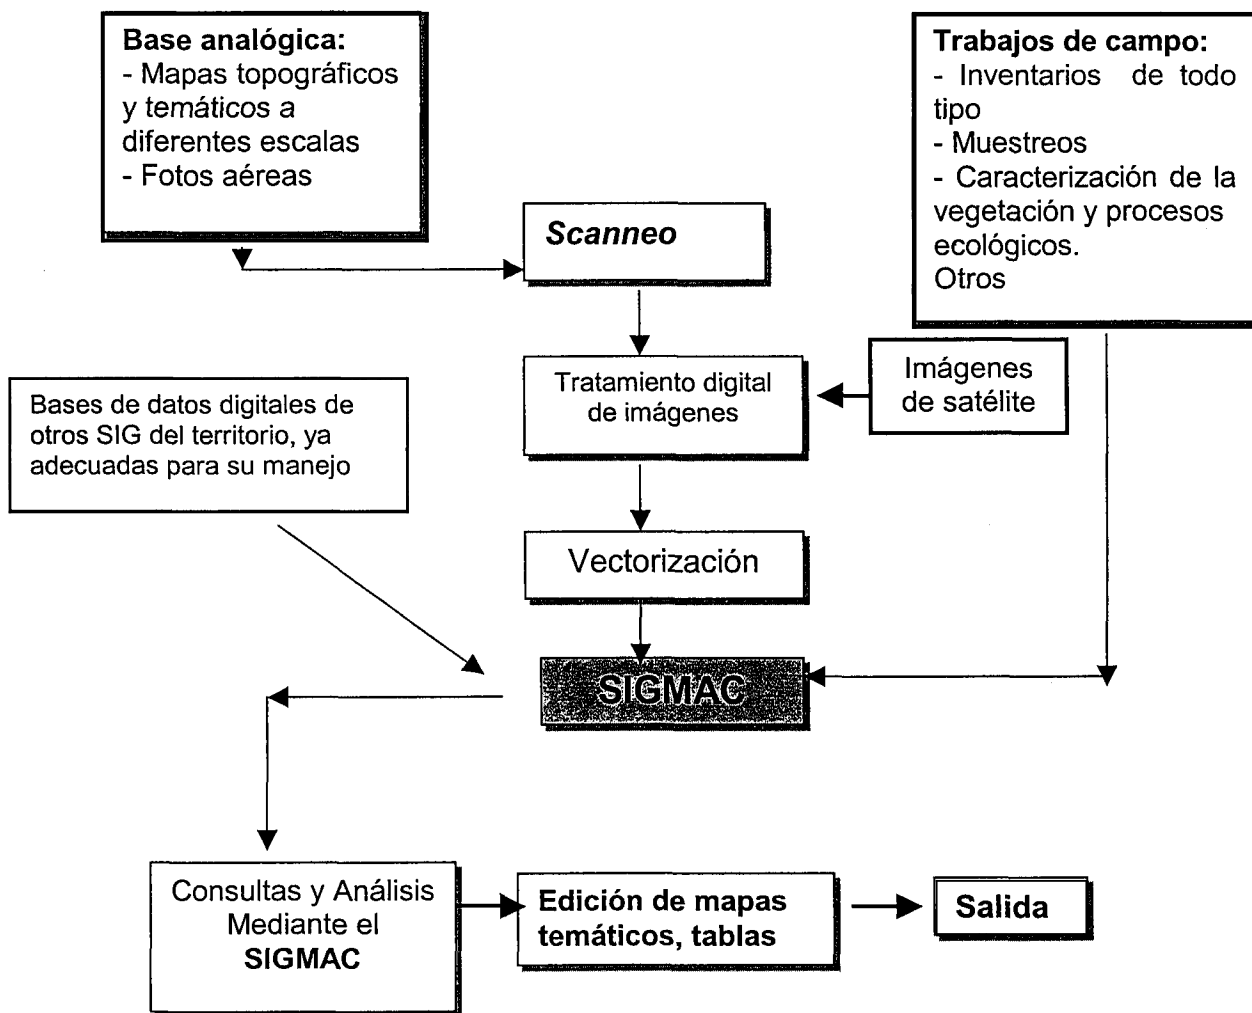 Base analógica:
- Mapas topográficos
y temáticos a
diferentes escalas
- Fotos aéreas
Trabajos de campo:
- Inventarios de todo
tipo
- Muestreos
- Caracterización de la
vegetación y procesos
ecológicos.
Otros
Scanneo
Tratamiento digital
de imágenes
Imágenes
de satélite
Bases de datos digitales de
otros SIG del territorio, ya
adecuadas para su manejo
Vectorización
SIGMAC
Consultas y Análisis
Mediante el
SIGMAC
Edición de mapas
temáticos, tablas
Salida